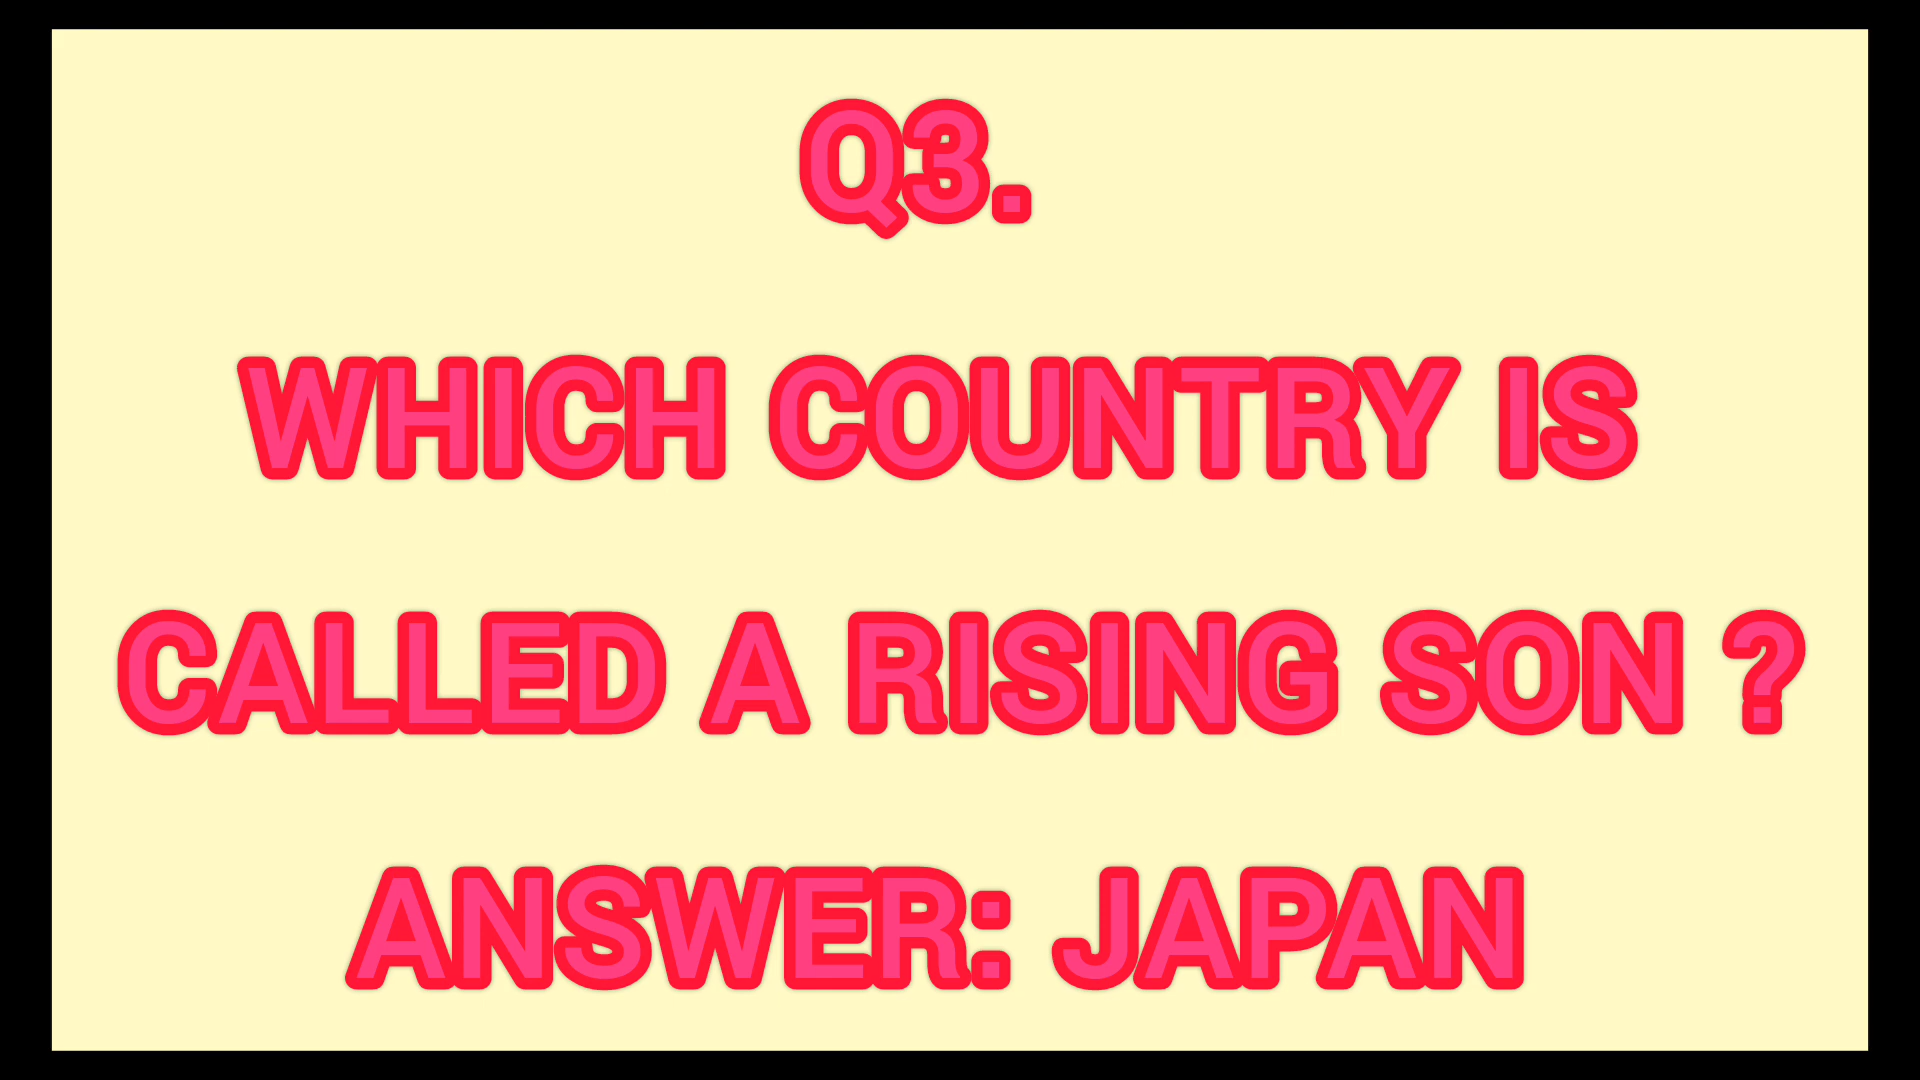 Q3.
WHICH COUNTRY IS
CALLED A RISING SON ?
ANSWER: JAPAN